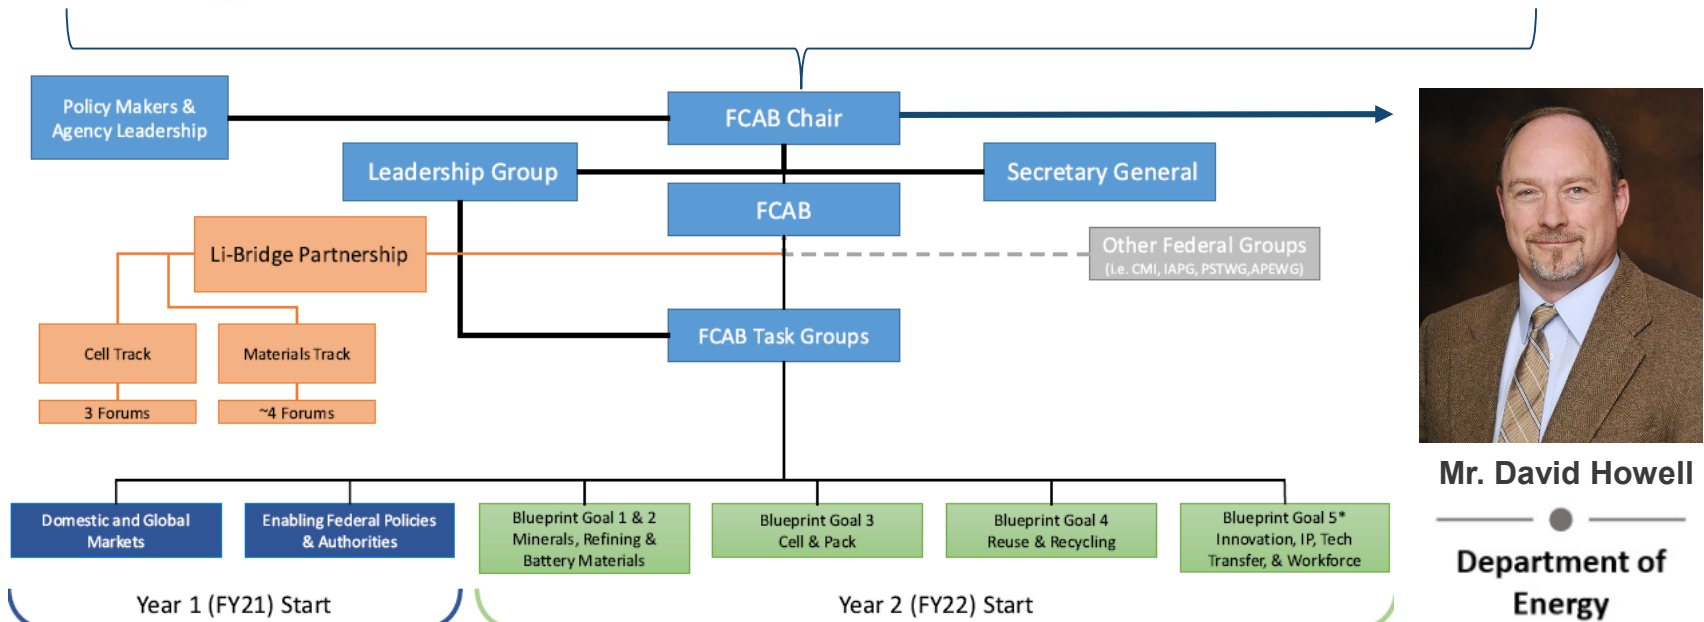 Policy Makers &
Agency Leadership
FCAB Chair
Leadership Group
Secretary General
FCAB
Li-Bridge Partnership
Other Federal Groups
(i.e. CMI, IAPG, PSTWG,APEWG)
Cell Track
Materials Track
FCAB Task Groups
3 Forums
~4 Forums
Mr. David Howell
Department of
Energy
Domestic and Global
Markets
Enabling Federal Policies
& Authorities
Blueprint Goal 1 & 2
Minerals, Refining &
Battery Materials
Blueprint Goal 3
Cell & Pack
Blueprint Goal 4
Reuse & Recycling
Blueprint Goal 5*
Innovation, IP, Tech
Transfer, & Workforce
Year 1 (FY21) Start
Year 2 (FY22) Start